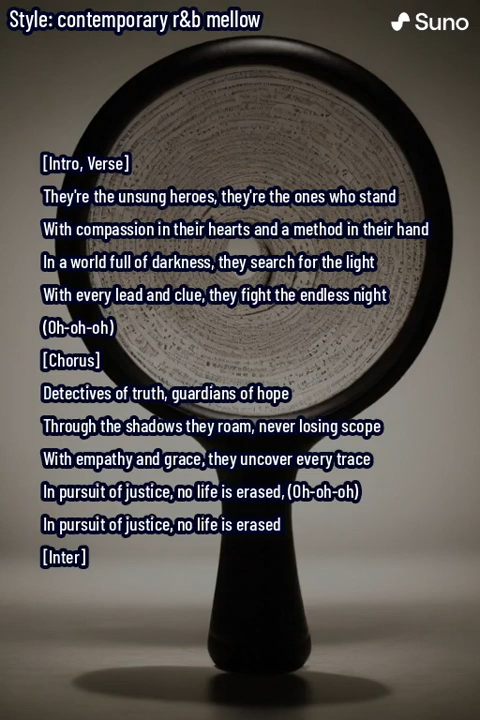 Style: contemporary r&b mellow
Suno
[Intro, Verse]
They're the unsung heroes, they're the ones who stand
With compassion in their hearts and a method in their hand
In a world full of darkness, they search for the light
With every lead and clue, they fight the endless night
(Oh-oh-oh)
[Chorus]
Detectives of truth, guardians of hope
Through the shadows they roam, never losing scope
With empathy and grace, they uncover every trace
In pursuit of justice, no life is erased, (Oh-oh-oh)
In pursuit of justice, no life is erased
[Inter]